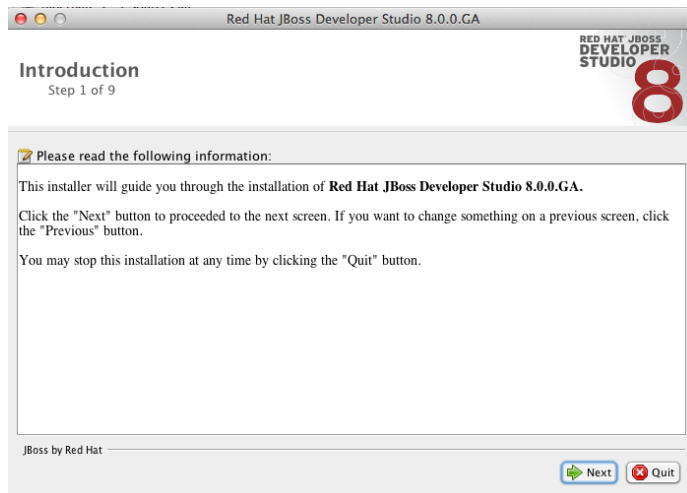 Red Hat JBoss Developer Studio 8.0.0.GA
RED HAT JBOSS
DEVELOPER
STUDIO
8
Introduction
Step 1 of 9
Please read the following information:
This installer will guide you through the installation of Red Hat JBoss Developer Studio 8.0.0.GA.
Click the "Next" button to proceeded to the next screen. If you want to change something on a previous screen, click
the "Previous" button.
You may stop this installation at any time by clicking the "Quit" button.
JBoss by Red Hat
Next
Quit